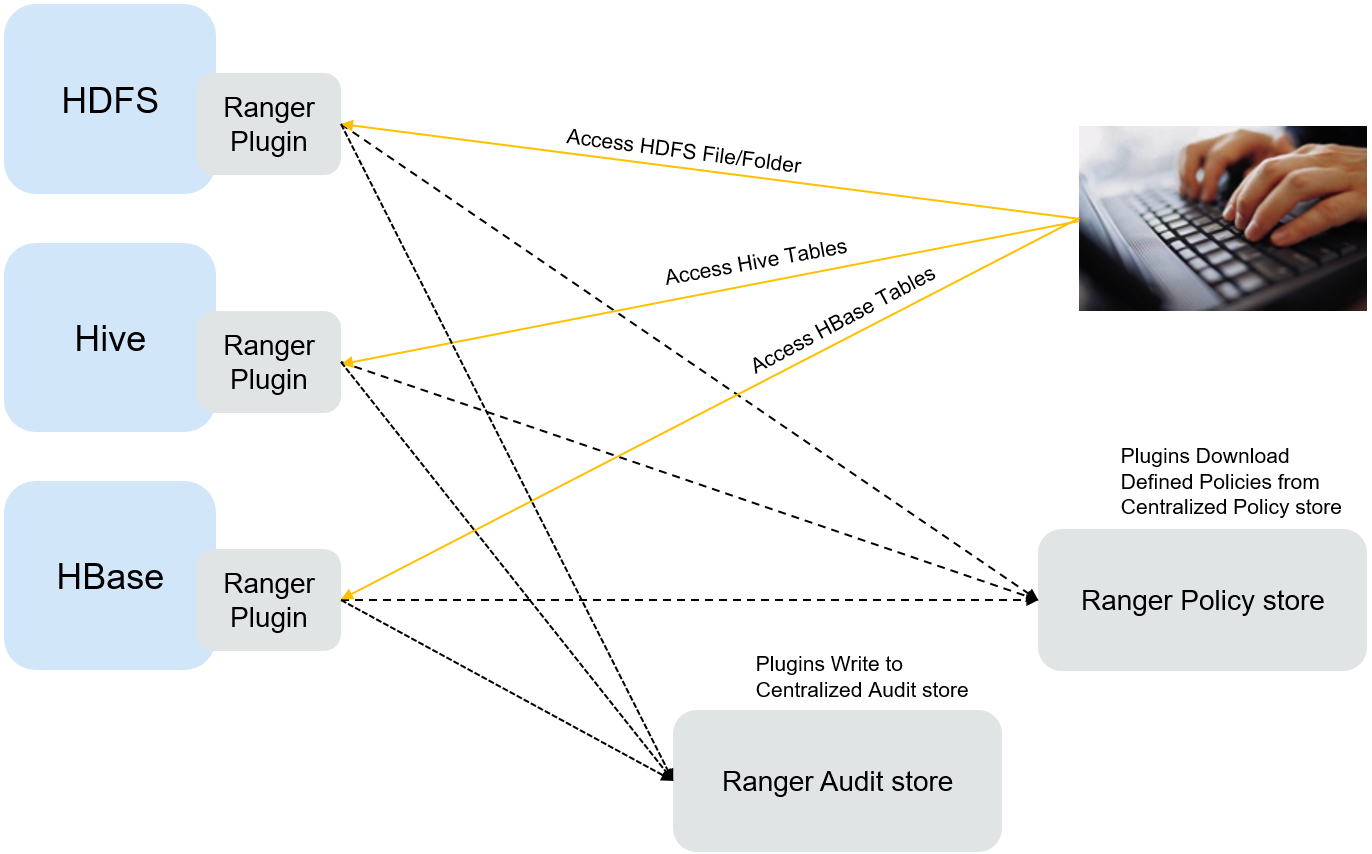 HDFS
Ranger
Plugin
Access HDFS File/Folder
Hive
Ranger
Plugin
Access Hive Tables
Access HBase Tables
HBase
Ranger
Plugin
Plugins Download
Defined Policies from
Centralized Policy store
Ranger Policy store
Plugins Write to
Centralized Audit store
Ranger Audit store